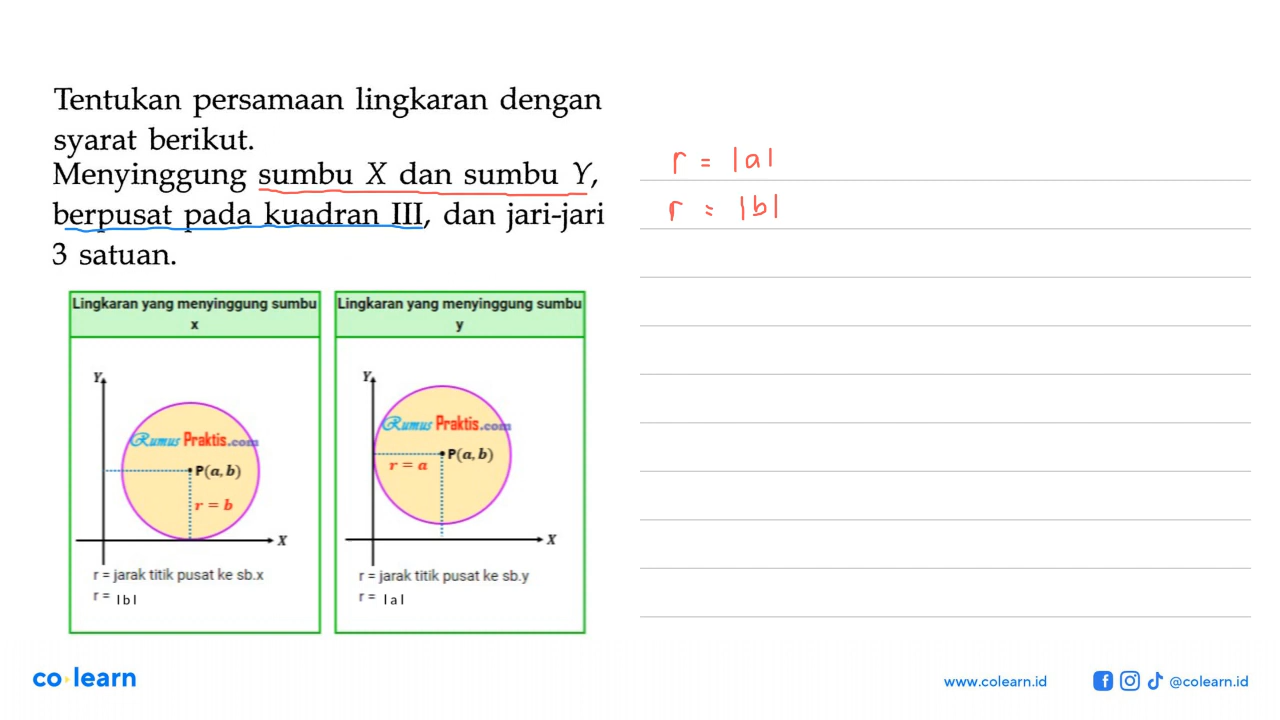 Tentukan persamaan lingkaran dengan
syarat berikut.
Menyinggung sumbu X dan sumbu Y,
berpusat pada kuadran III, dan jari-jari
3 satuan.
r = |a|
r = |b|
Lingkaran yang menyinggung sumbu
x
Y
Rumus Praktis.com
P(a, b)
r = b
X
r = jarak titik pusat ke sb.x
r = |b|
Lingkaran yang menyinggung sumbu
y
Y
Rumus Praktis.com
P(a, b)
r = a
X
r = jarak titik pusat ke sb.y
r = |a|
co learn
www.colearn.id
@colearn.id